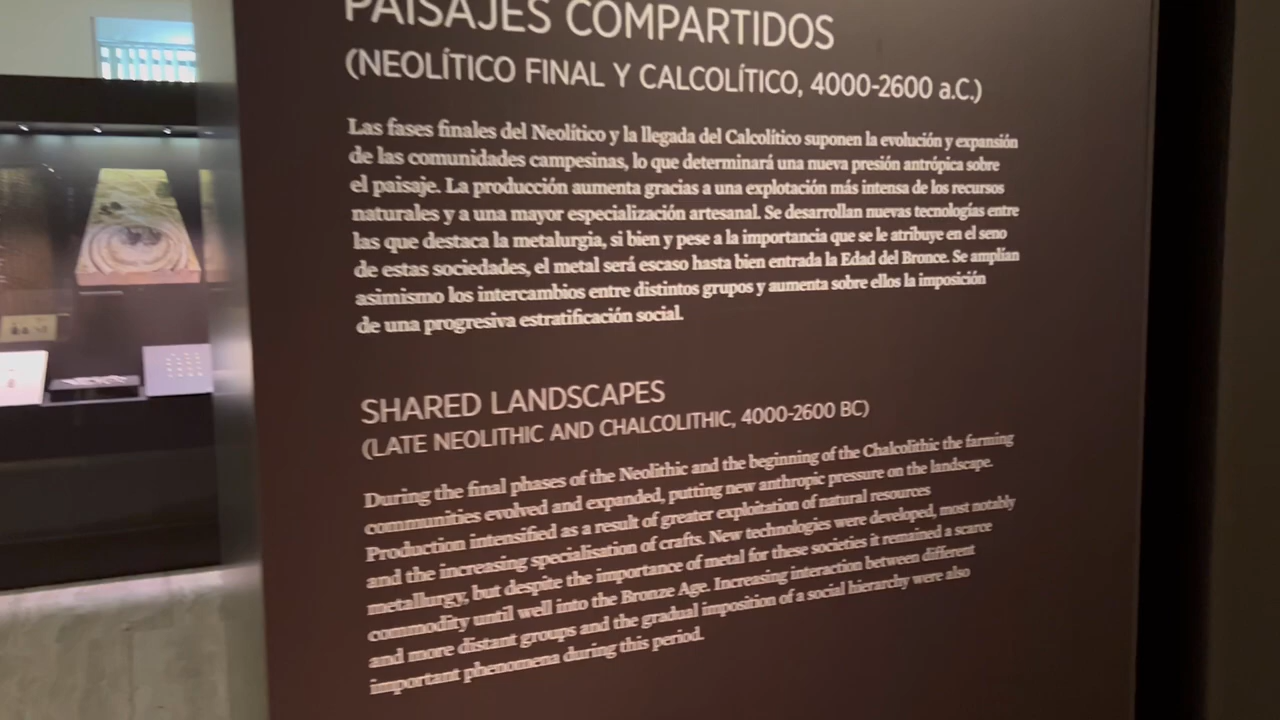 PAISAJES COMPARTIDOS
(NEOLÍTICO FINAL Y CALCOLÍTICO, 4000-2600 a.C.)
Las fases finales del Neolítico y la llegada del Calcolítico suponen la evolución y expansión
de las comunidades campesinas, lo que determinará una nueva presión antrópica sobre
el paisaje. La producción aumenta gracias a una explotación más intensa de los recursos
naturales y a una mayor especialización artesanal. Se desarrollan nuevas tecnologías entre
las que destaca la metalurgia, si bien y pese a la importancia que se le atribuye en el seno
de estas sociedades, el metal será escaso hasta bien entrada la Edad del Bronce. Se amplían
asimismo los intercambios entre distintos grupos y aumenta sobre ellos la imposición
de una progresiva estratificación social.
SHARED LANDSCAPES
(LATE NEOLITHIC AND CHALCOLITHIC, 4000-2600 BC)
During the final phases of the Neolithic and the beginning of the Chalcolithic the farming
communities evolved and expanded, putting new anthropic pressure on the landscape.
Production intensified as a result of greater exploitation of natural resources
and the increasing specialisation of crafts. New technologies were developed, most notably
metallurgy, but despite the importance of metal for these societies it remained a scarce
commodity until well into the Bronze Age. Increasing interaction between different
and more distant groups and the gradual imposition of a social hierarchy were also
important phenomena during this period.